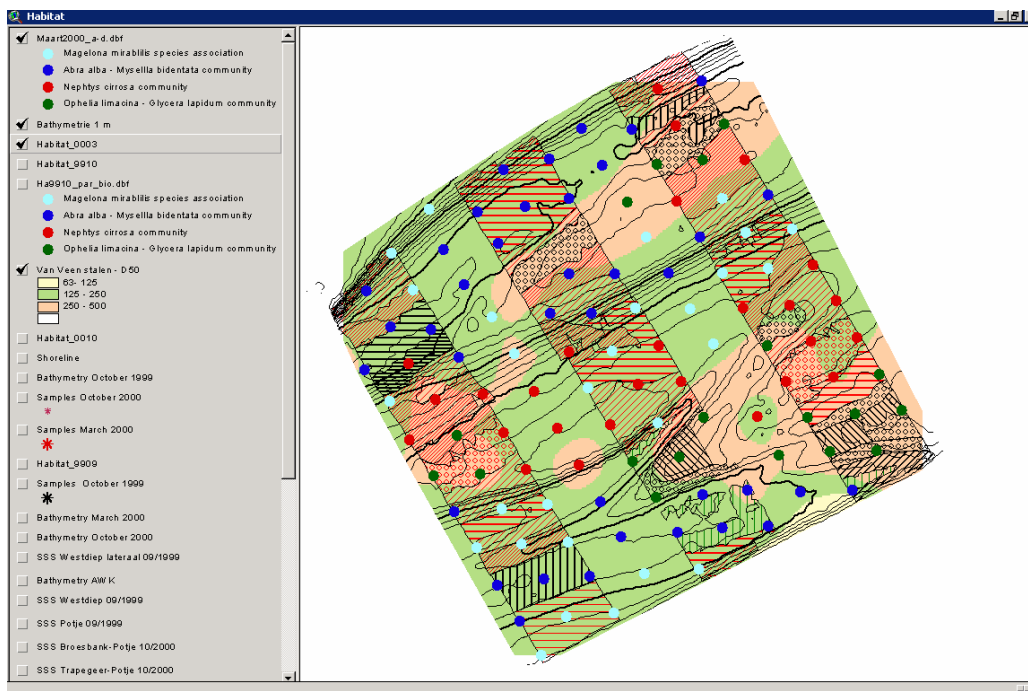 Habitat
Maart2000_a-d.dbf
Magelona mirablilis species association
Abra alba - Mysellla bidentata community
Nephtys cirrosa community
Ophelia limacina - Glycera lapidum community
Bathymetrie 1 m
Habitat_0003
Habitat_9910
Ha9910_par_bio.dbf
Magelona mirablilis species association
Abra alba - Mysellla bidentata community
Nephtys cirrosa community
Ophelia limacina - Glycera lapidum community
Van Veen stalen - D50
63- 125
125 - 250
250 - 500
Habitat_0010
Shoreline
Bathymetry October 1999
Samples October 2000
Samples March 2000
Habitat_9909
Samples October 1999
Bathymetry March 2000
Bathymetry October 2000
SSS Westdiep lateraal 09/1999
Bathymetry AWK
SSS Westdiep 09/1999
SSS Potje 09/1999
SSS Broesbank-Potje 10/2000
SSS Trapegeer-Potje 10/2000